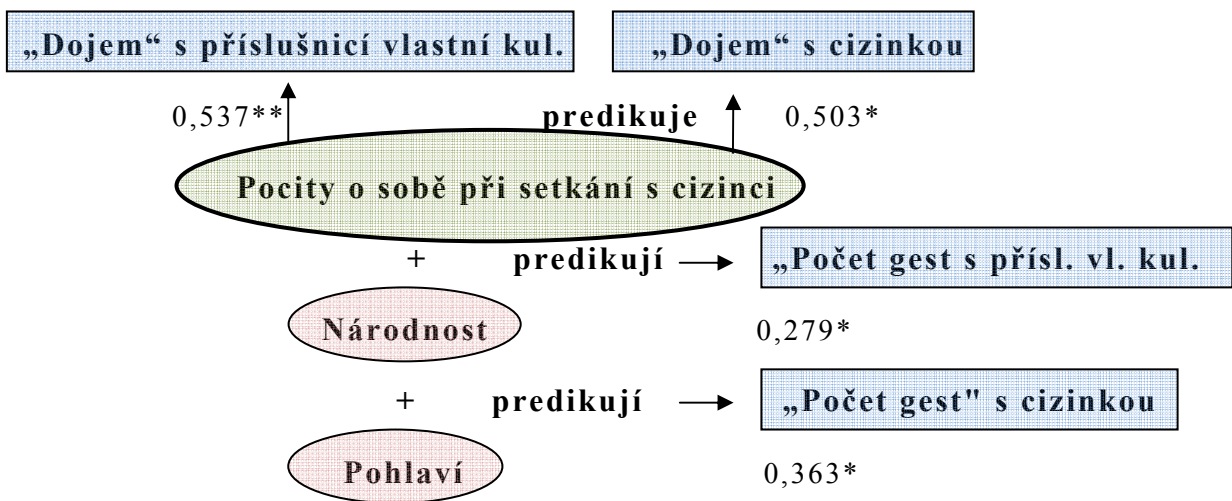 „Dojem“ s příslušnicí vlastní kul.
„Dojem“ s cizinkou
0,537**
predikuje
0,503*
Pocity o sobě při setkání s cizinci
+
predikují
„Počet gest s přísl. vl. kul.
Národnost
0,279*
+
predikují
„Počet gest" s cizinkou
Pohlaví
0,363*